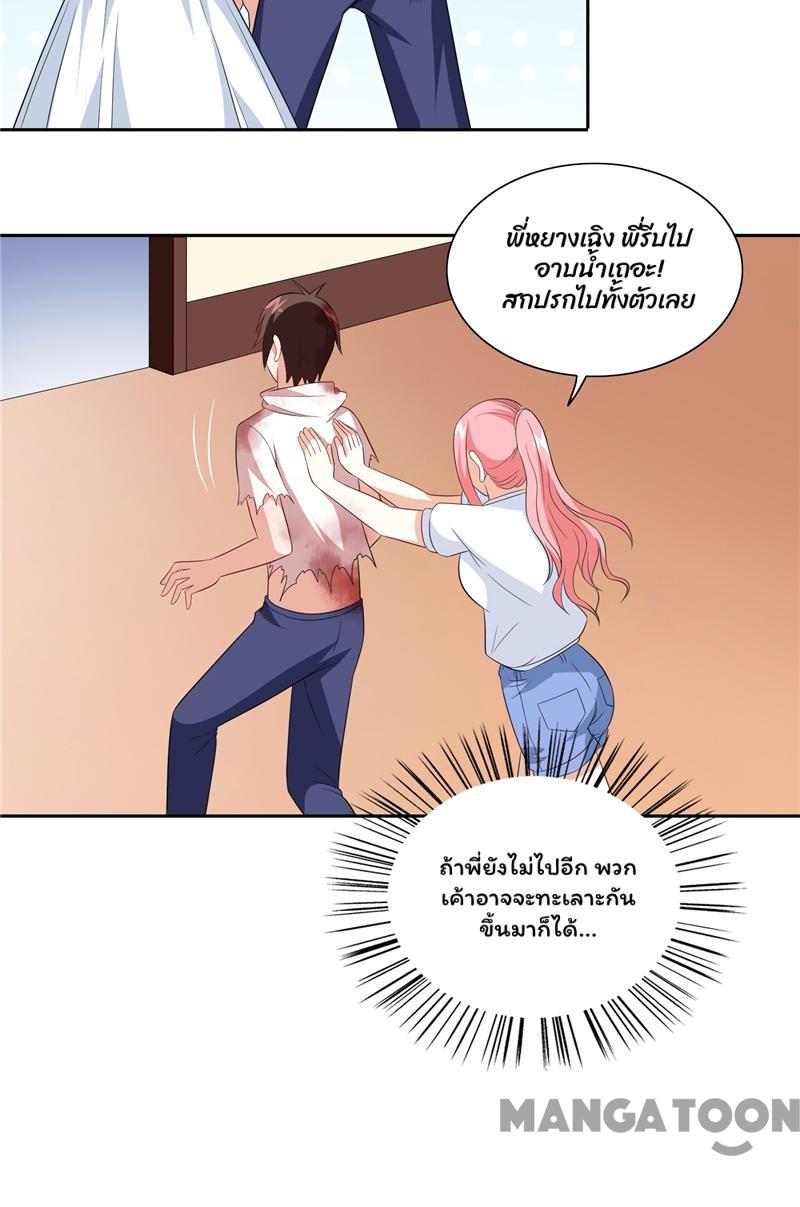 พี่หยางเฉิง พี่รีบไป
อาบน้ำเถอะ!
สกปรกไปทั้งตัวเลย
ถ้าพี่ยังไม่ไปอีก พวก
เค้าอาจจะทะเลาะกัน
ขึ้นมาก็ได้...
MANGATOON